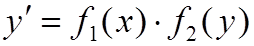 y′ = f₁(x) · f₂(y)